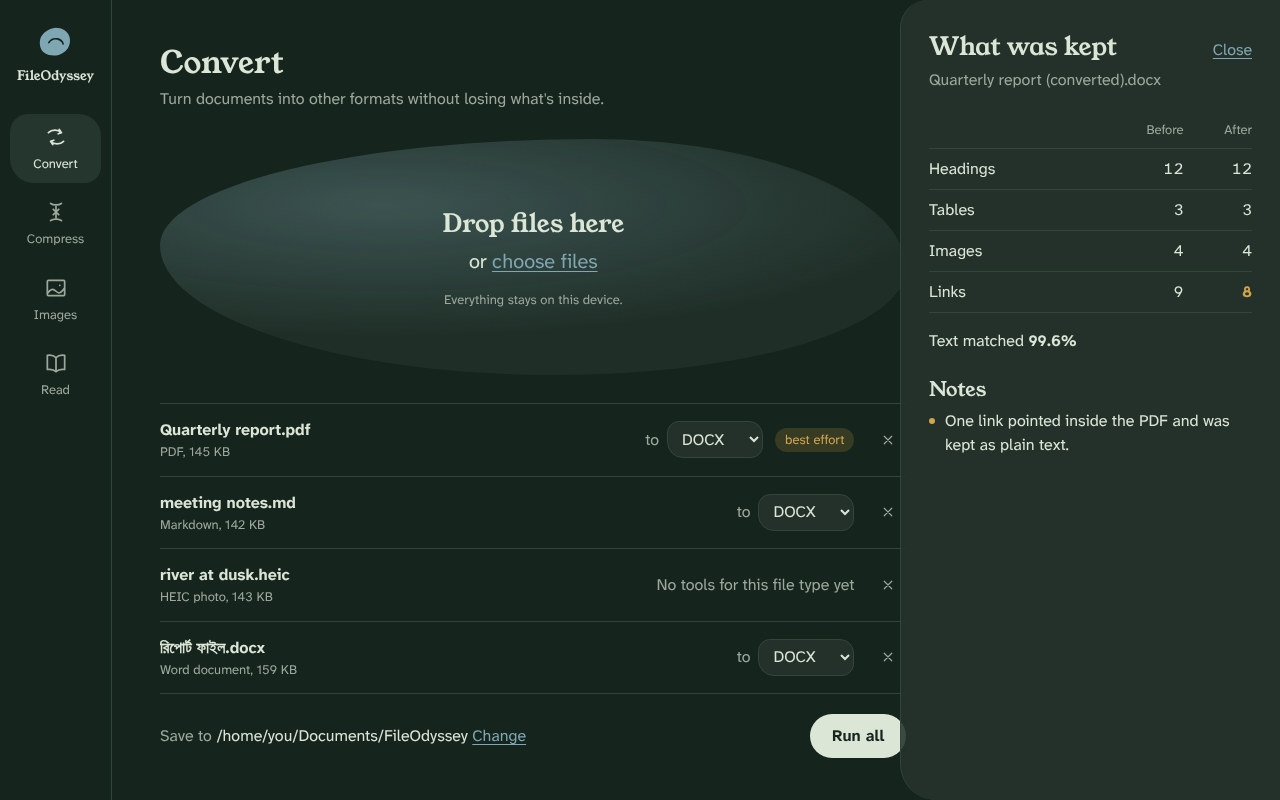 FileOdyssey
Convert
Compress
Images
Read
Convert
Turn documents into other formats without losing what's inside.
Drop files here
or choose files
Everything stays on this device.
Quarterly report.pdf
PDF, 145 KB
to DOCX best effort
meeting notes.md
Markdown, 142 KB
to DOCX
river at dusk.heic
HEIC photo, 143 KB
No tools for this file type yet
রিপোর্ট ফাইল.docx
Word document, 159 KB
to DOCX
Save to /home/you/Documents/FileOdyssey Change
Run all
What was kept
Close
Quarterly report (converted).docx
Before After
Headings 12 12
Tables 3 3
Images 4 4
Links 9 8
Text matched 99.6%
Notes
One link pointed inside the PDF and was
kept as plain text.